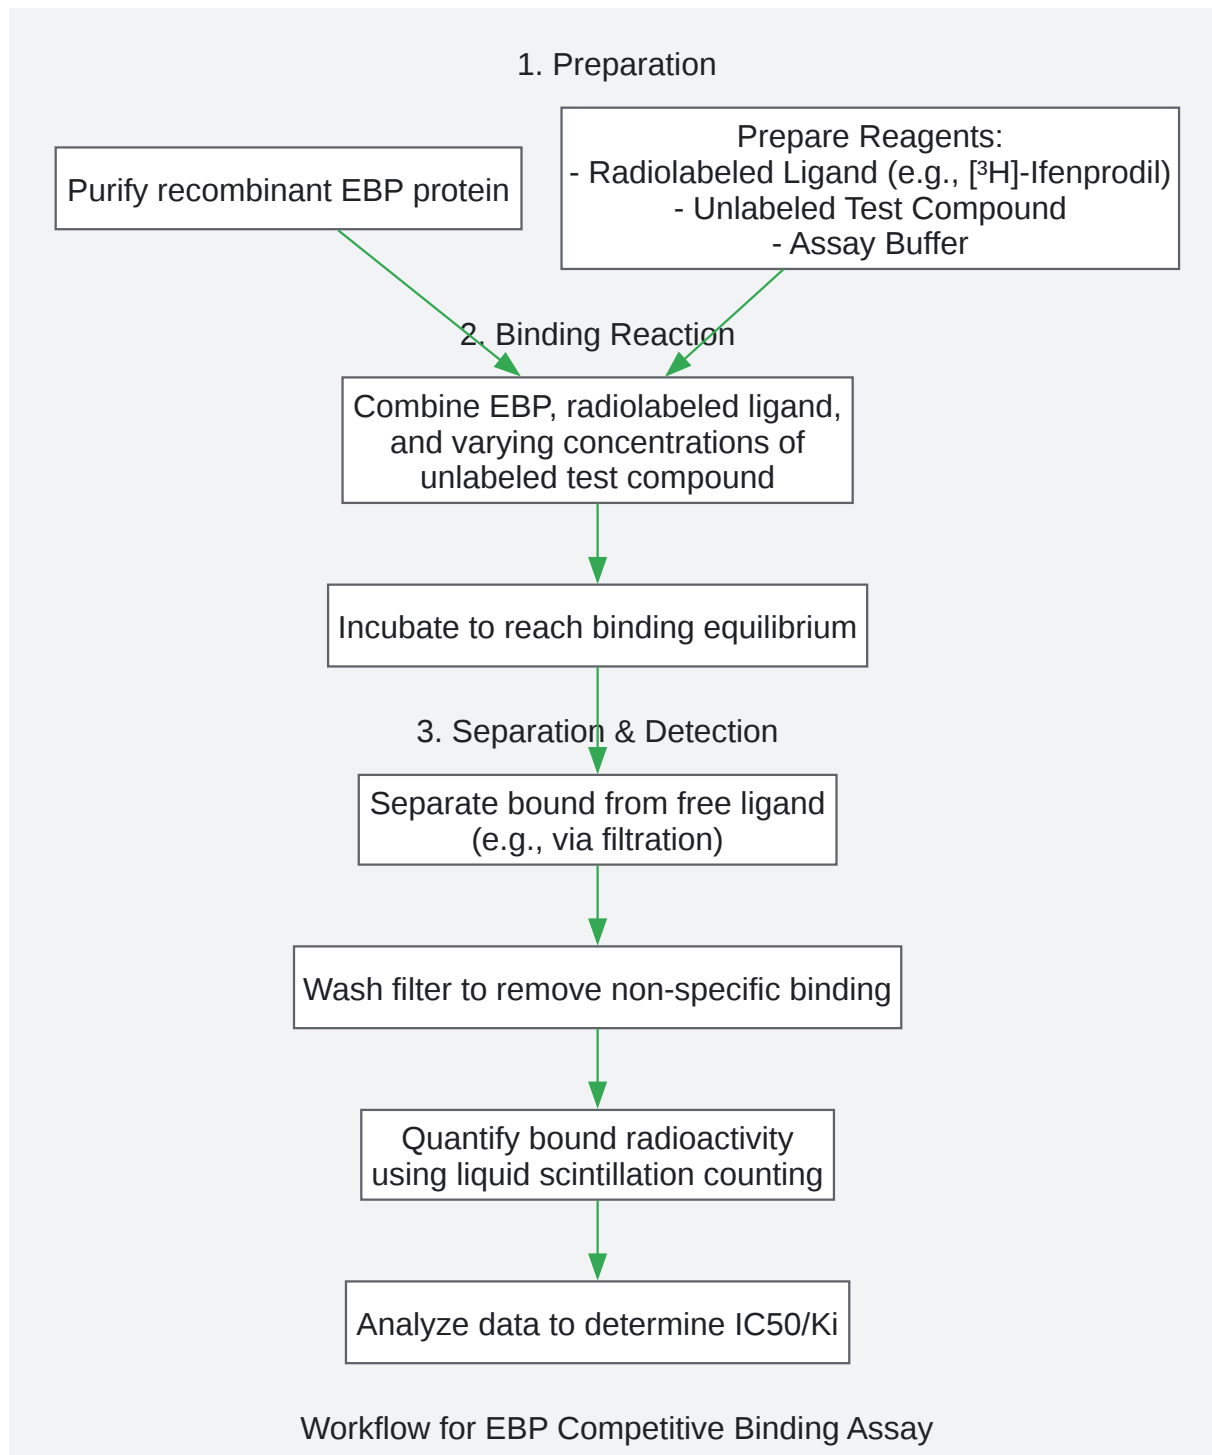 1. Preparation
Purify recombinant EBP protein
Prepare Reagents:
- Radiolabeled Ligand (e.g., [³H]-Ifenprodil)
- Unlabeled Test Compound
- Assay Buffer
2. Binding Reaction
Combine EBP, radiolabeled ligand,
and varying concentrations of
unlabeled test compound
Incubate to reach binding equilibrium
3. Separation & Detection
Separate bound from free ligand
(e.g., via filtration)
Wash filter to remove non-specific binding
Quantify bound radioactivity
using liquid scintillation counting
Analyze data to determine IC50/Ki
Workflow for EBP Competitive Binding Assay